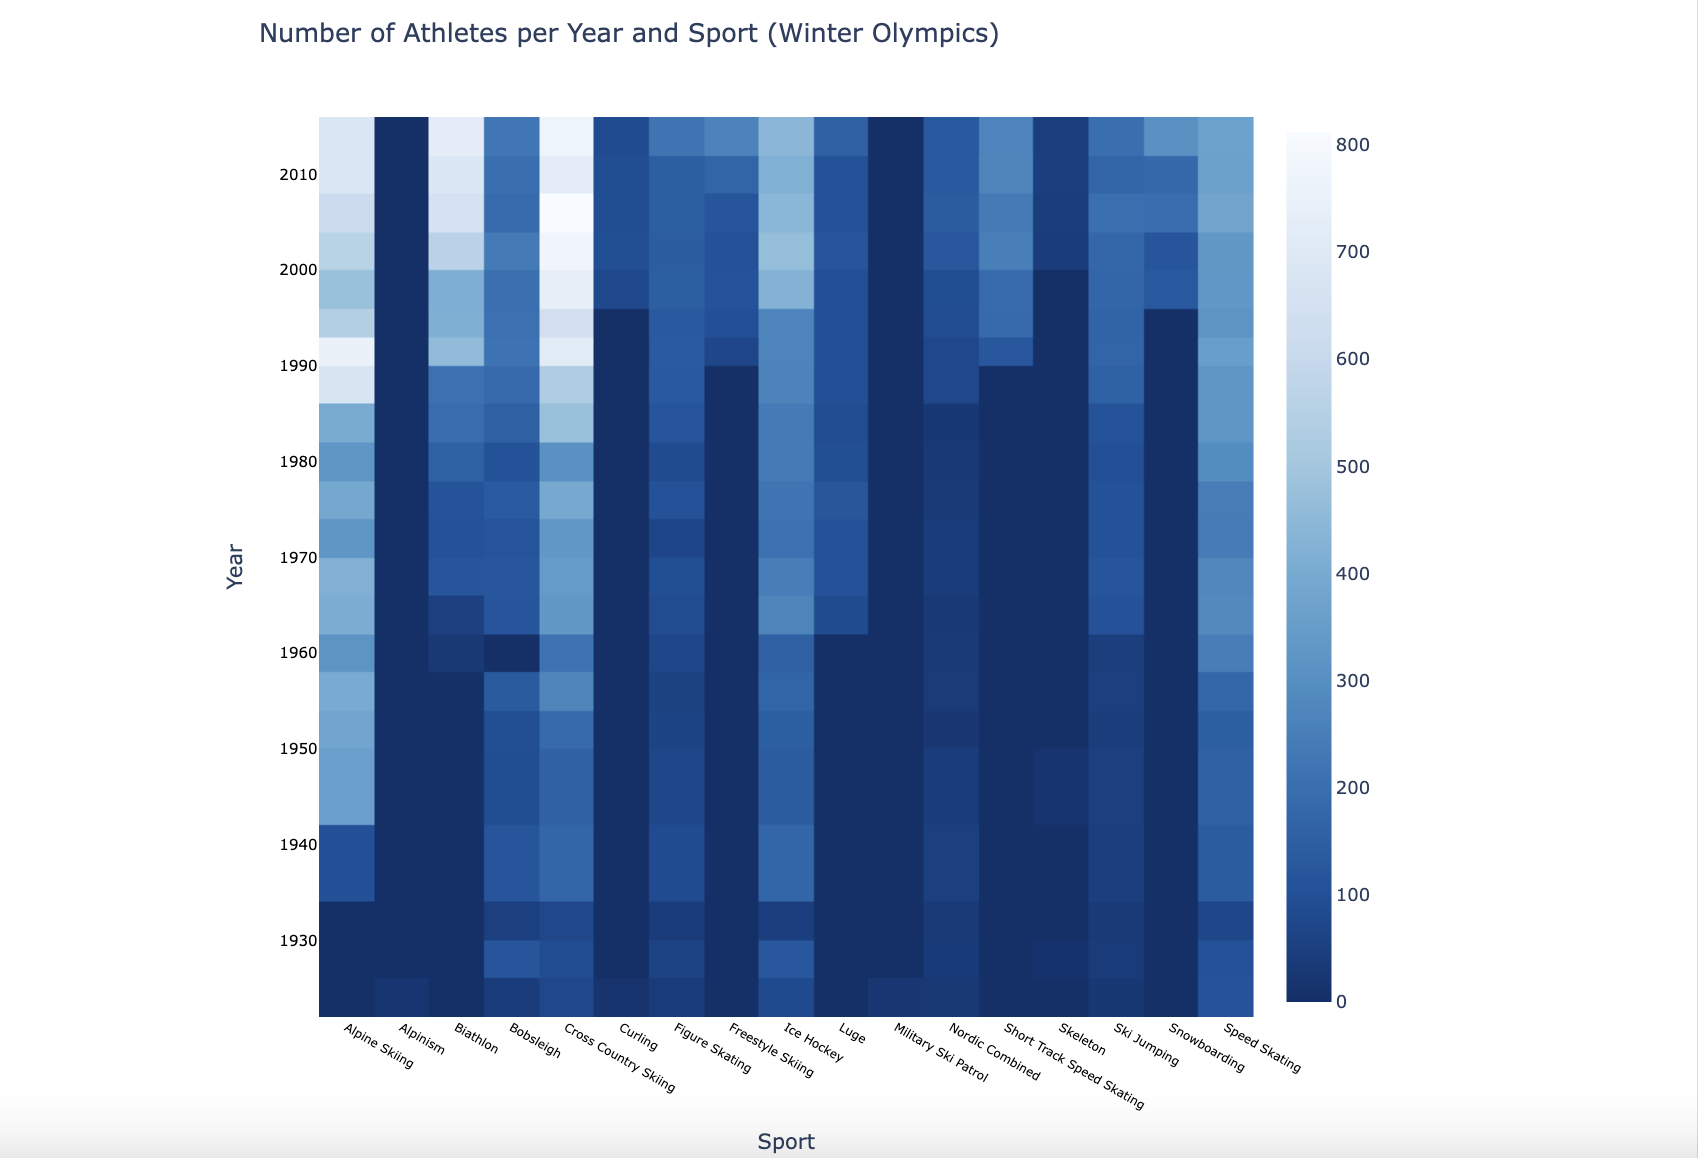 Number of Athletes per Year and Sport (Winter Olympics)
2010
2000
1990
1980
1970
1960
1950
1940
1930
Year
Alpine Skiing
Alpinism
Biathlon
Bobsleigh
Cross Country Skiing
Curling
Figure Skating
Freestyle Skiing
Ice Hockey
Luge
Military Ski Patrol
Nordic Combined
Short Track Speed Skating
Skeleton
Ski Jumping
Snowboarding
Speed Skating
Sport
800
700
600
500
400
300
200
100
0